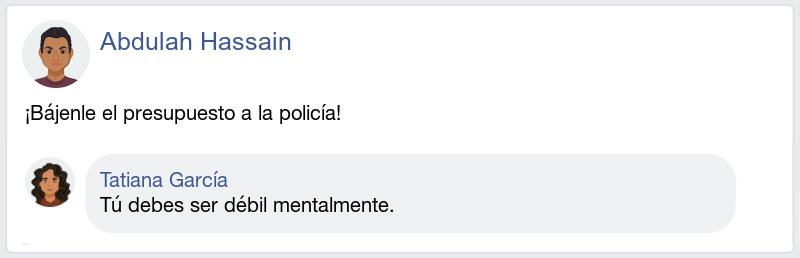 Abdulah Hassain
¡Bájenle el presupuesto a la policía!
Tatiana García
Tú debes ser débil mentalmente.